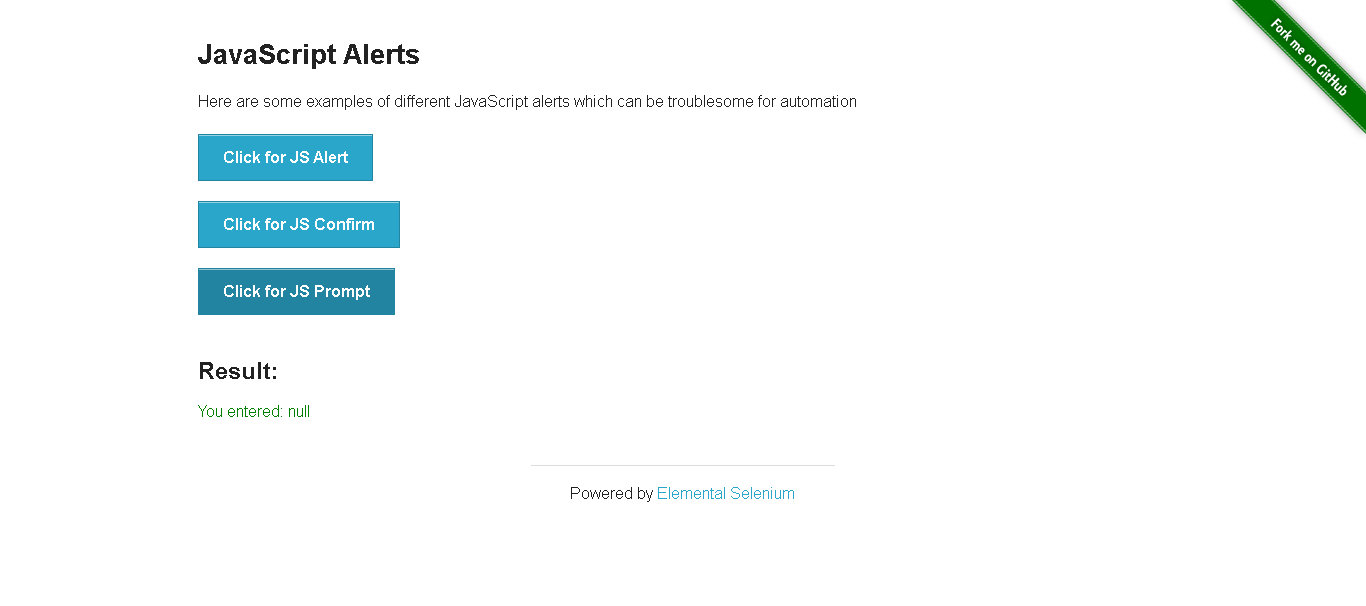 Fork me on GitHub
JavaScript Alerts
Here are some examples of different JavaScript alerts which can be troublesome for automation
Click for JS Alert
Click for JS Confirm
Click for JS Prompt
Result:
You entered: null
Powered by Elemental Selenium